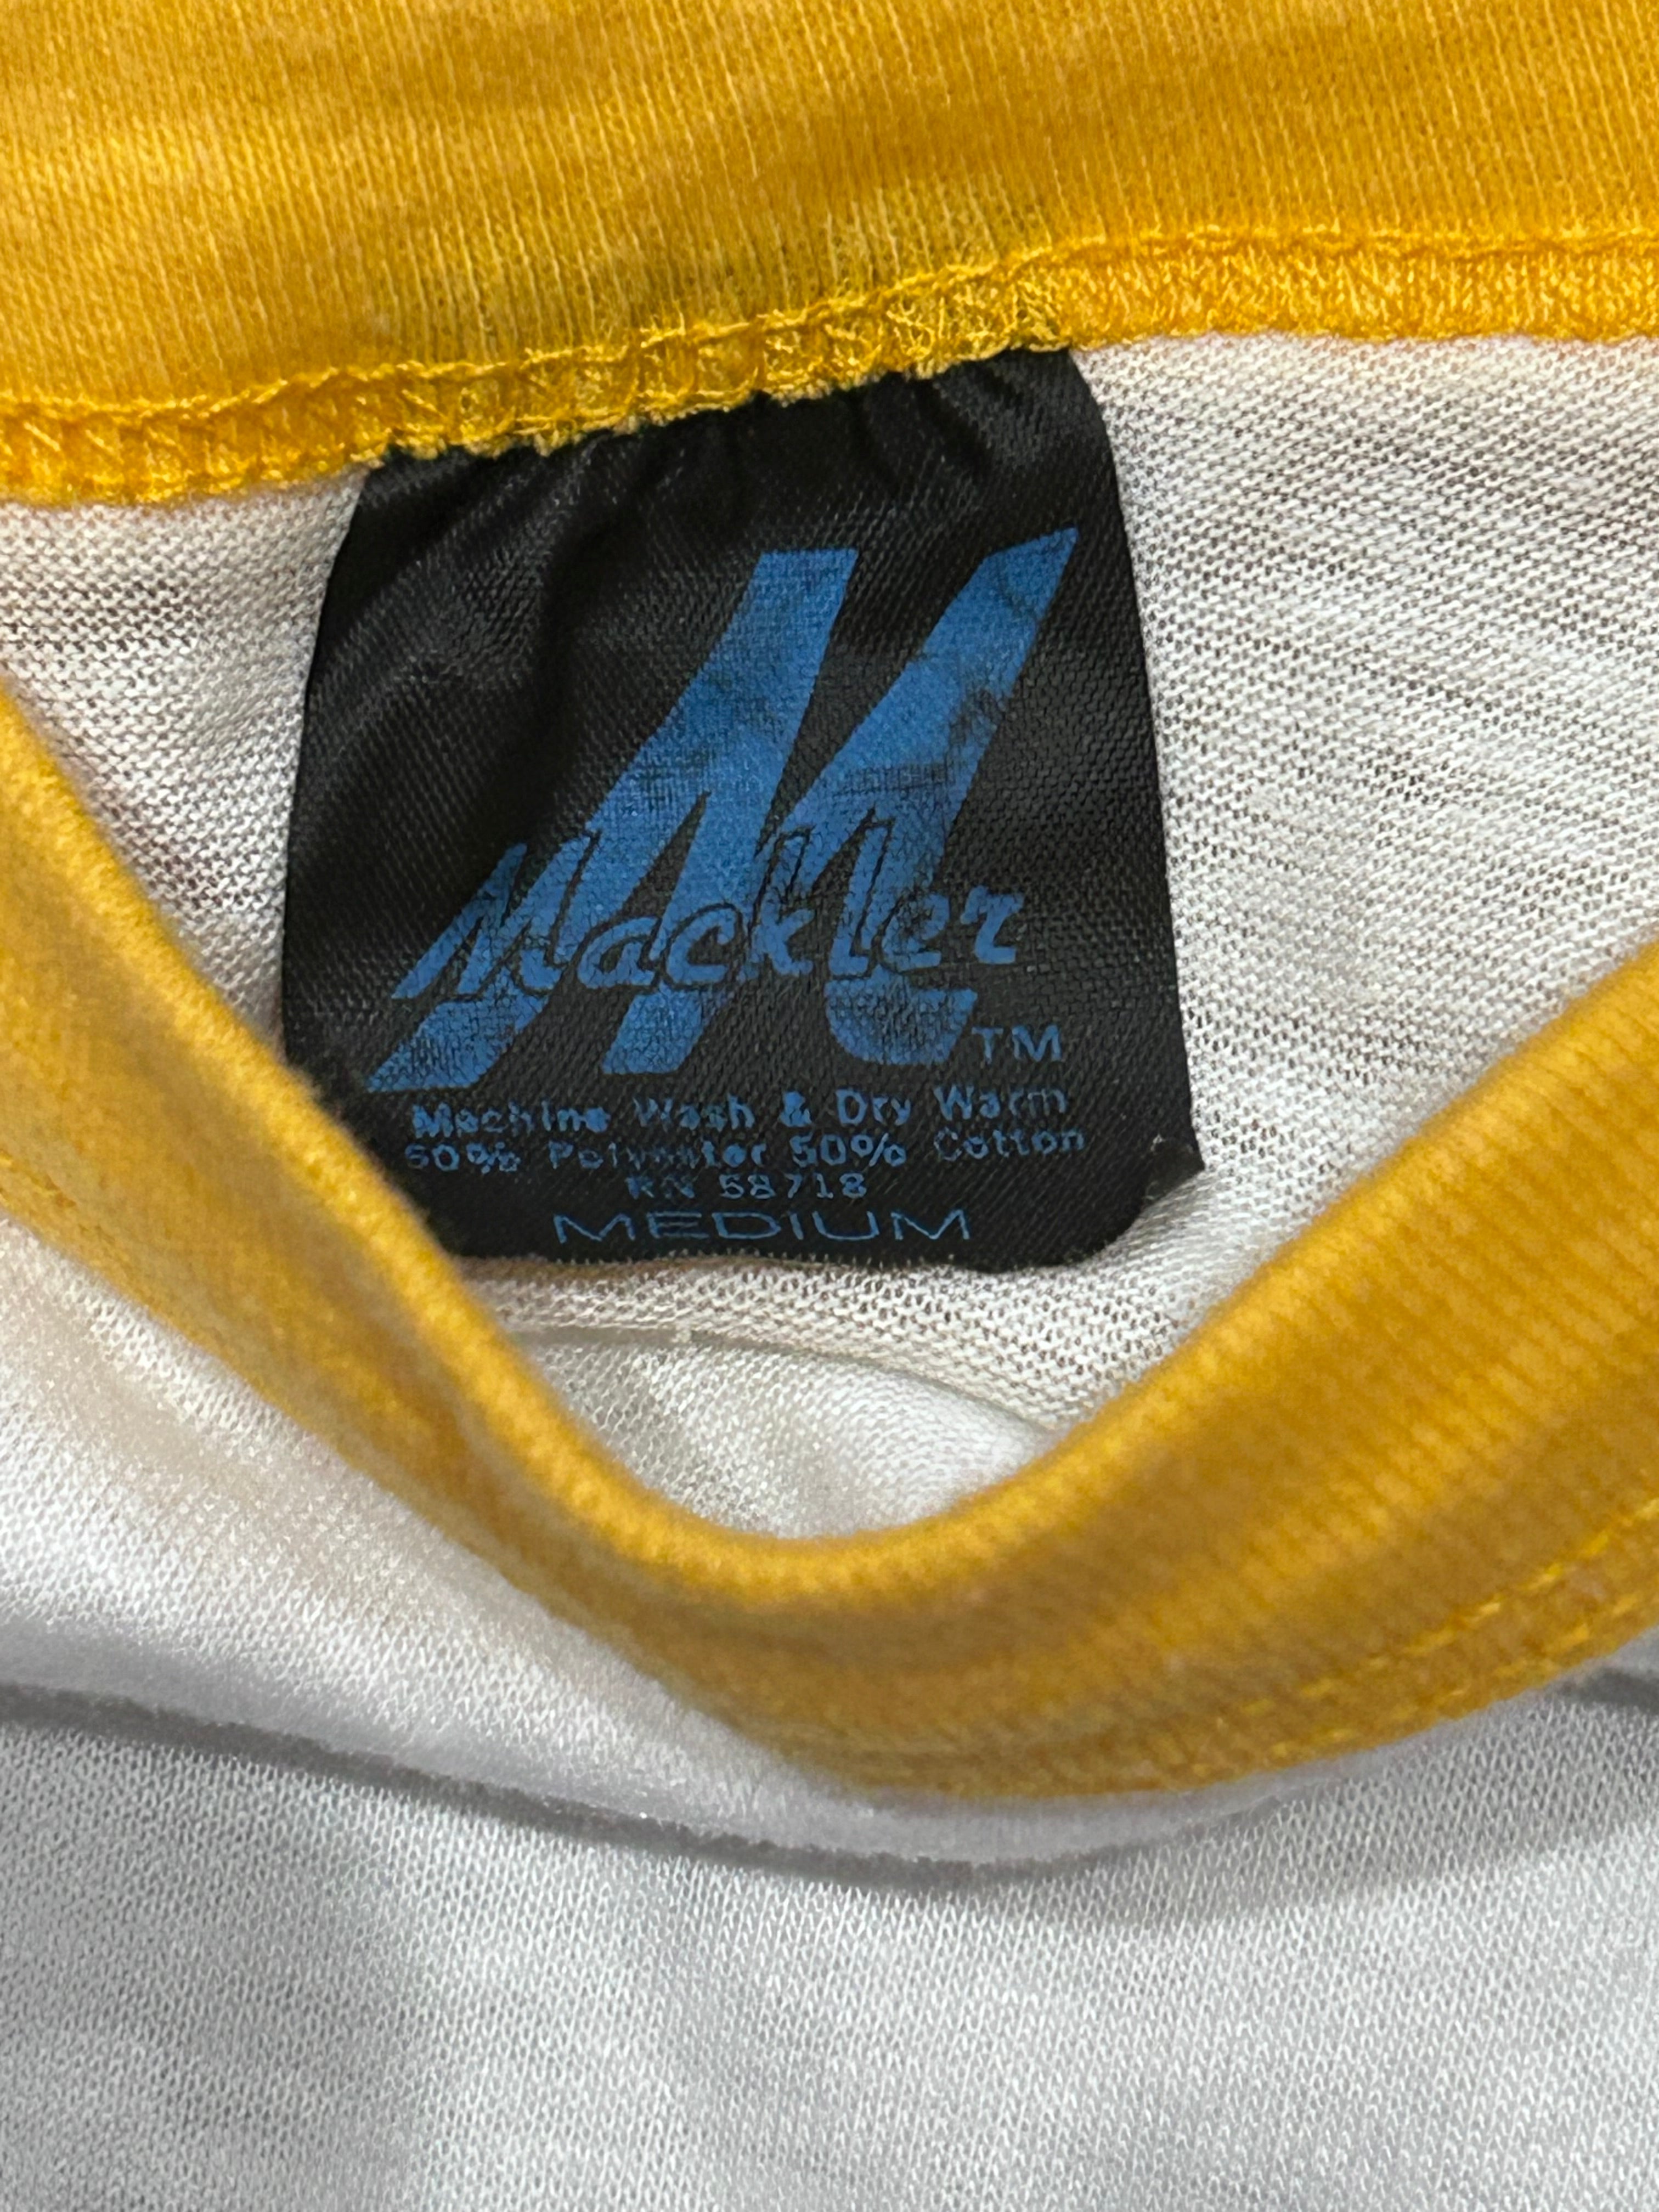 M
Mackler
TM
Machine Wash & Dry Warm
50% Polyester 50% Cotton
RN 58718
MEDIUM